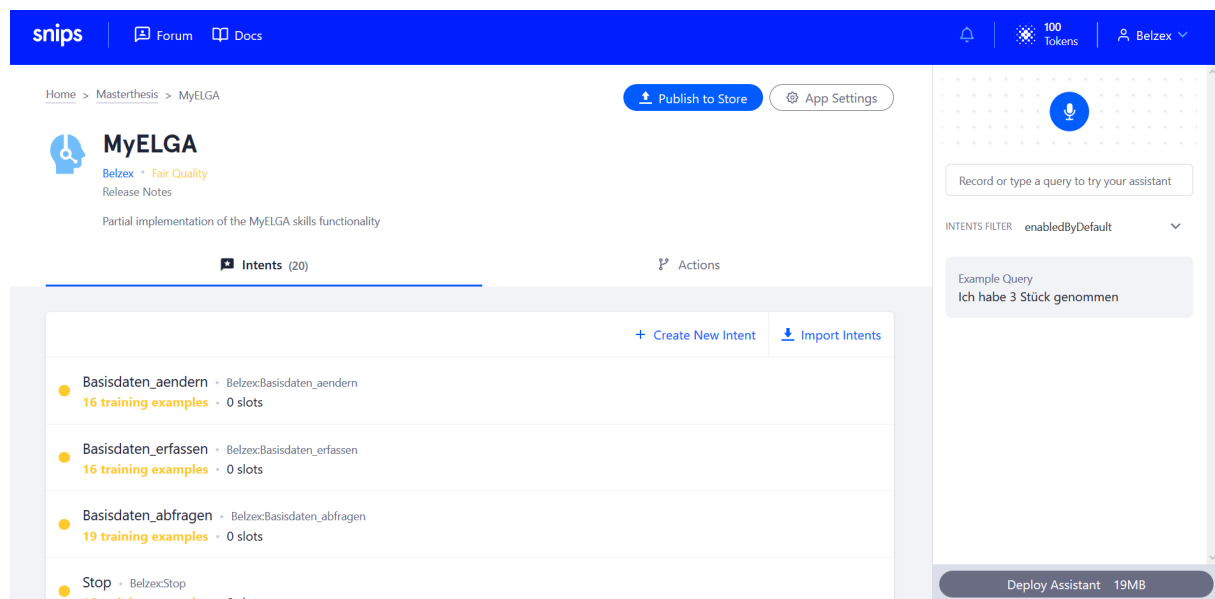 snips
Forum
Docs
100
Tokens
Belzex
Home > Masterthesis > MyELGA
Publish to Store
App Settings
MyELGA
Belzex • Fair Quality
Release Notes
Partial implementation of the MyELGA skills functionality
Intents (20)
Actions
+ Create New Intent
Import Intents
Basisdaten_aendern • Belzex:Basisdaten_aendern
16 training examples • 0 slots
Basisdaten_erfassen • Belzex:Basisdaten_erfassen
16 training examples • 0 slots
Basisdaten_abfragen • Belzex:Basisdaten_abfragen
19 training examples • 0 slots
Stop • Belzex:Stop
Record or type a query to try your assistant
INTENTS FILTER enabledByDefault
Example Query
Ich habe 3 Stück genommen
Deploy Assistant 19MB